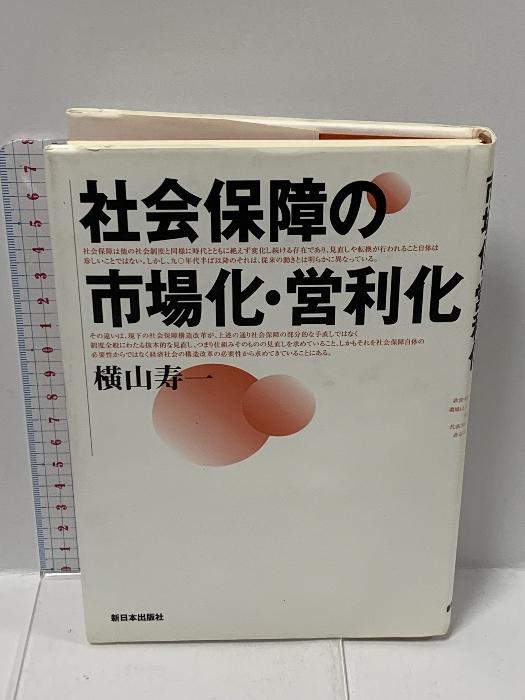 社会保障の
社会保障は他の社会制度と同様に時代とともに絶えず変化し続ける存在であり、見直しや転換が行われること自体は
珍しいことではない。しかし、九〇年代半ば以降のそれは、従来の動きとは明らかに異なっている。
市場化・営利化
その違いは、現下の社会保障構造改革が、上述の通り社会保障の部分的な手直しではなく
制度全般にわたる抜本的な見直し、つまり仕組みそのものの見直しを求めていること、しかもそれを社会保障自体の
必要性からではなく経済社会の構造改革の必要性から求めてきていることにある。
横山寿一
新日本出版社
0 1 2 3 4 5 6 7 8